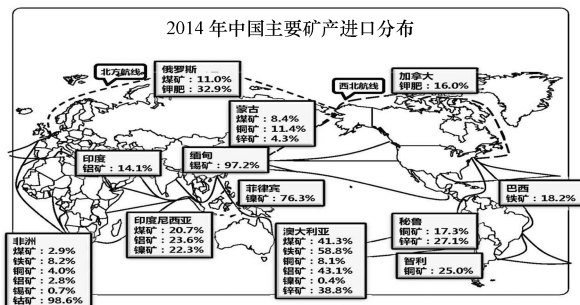 2014 年中国主要矿产进口分布
北方航线
俄罗斯
煤矿：11.0%
钾肥：32.9%
西北航线
加拿大
钾肥：16.0%
蒙古
煤矿：8.4%
铜矿：11.4%
锌矿：4.3%
印度
铝矿：14.1%
缅甸
锡矿：97.2%
菲律宾
镍矿：76.3%
巴西
铁矿：18.2%
印度尼西亚
煤矿：20.7%
铝矿：23.6%
镍矿：22.3%
澳大利亚
煤矿：41.3%
铁矿：58.8%
铜矿：8.1%
铝矿：43.1%
镍矿：0.4%
锌矿：38.8%
秘鲁
铜矿：17.3%
锌矿：27.1%
智利
铜矿：25.0%
非洲
煤矿：2.9%
铁矿：8.2%
铜矿：4.0%
铝矿：2.8%
锡矿：0.7%
钴矿：98.6%